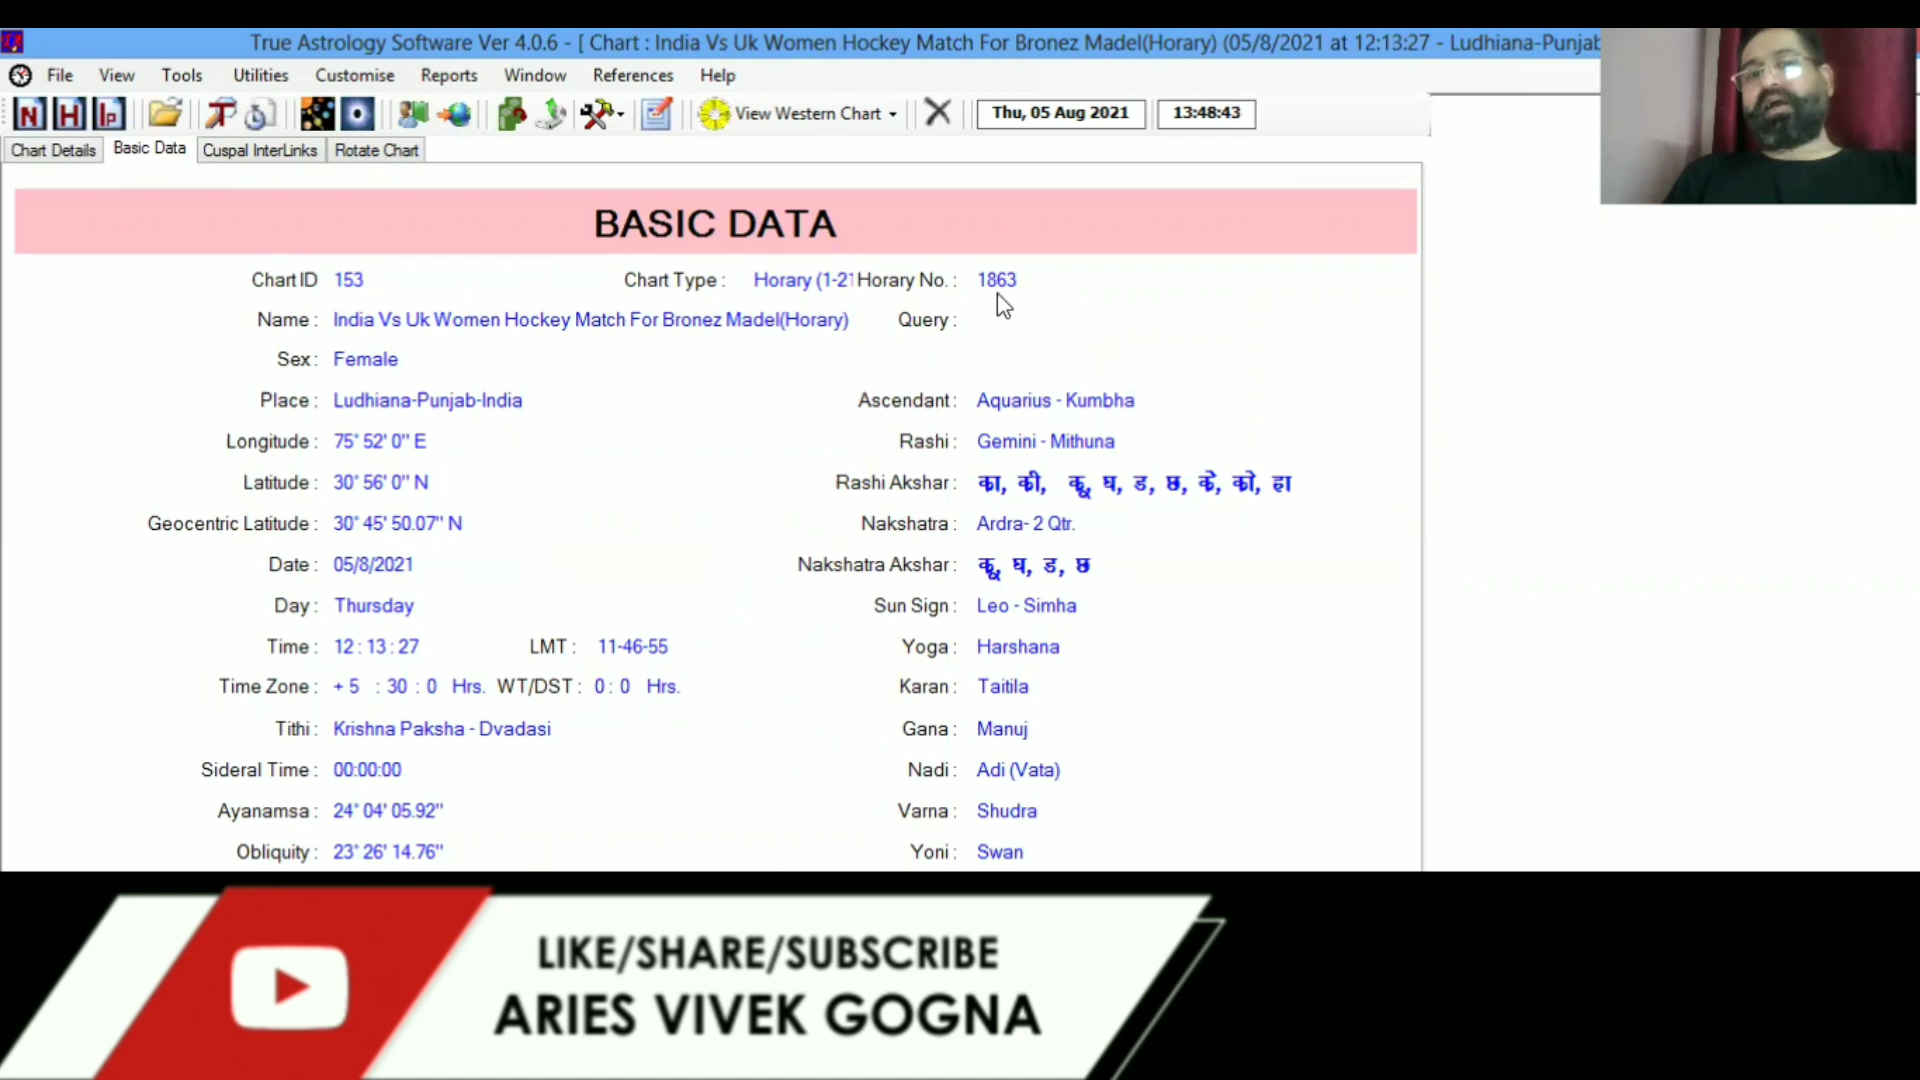 True Astrology Software Ver 4.0.6 - [ Chart : India Vs Uk Women Hockey Match For Bronez Madel(Horary) (05/8/2021 at 12:13:27 - Ludhiana-Punjab
File View Tools Utilities Customise Reports Window References Help
N H Ip View Western Chart Thu, 05 Aug 2021 13:48:43
Chart Details Basic Data Cuspal InterLinks Rotate Chart
BASIC DATA
Chart ID 153 Chart Type : Horary (1-21 Horary No. : 1863
Name : India Vs Uk Women Hockey Match For Bronez Madel(Horary) Query :
Sex : Female
Place : Ludhiana-Punjab-India Ascendant : Aquarius - Kumbha
Longitude : 75° 52' 0" E Rashi : Gemini - Mithuna
Latitude : 30° 56' 0" N Rashi Akshar : का, की, कू, घ, ड, छ, के, को, हा
Geocentric Latitude : 30° 45' 50.07" N Nakshatra : Ardra- 2 Qtr.
Date : 05/8/2021 Nakshatra Akshar : कू, घ, ड, छ
Day : Thursday Sun Sign : Leo - Simha
Time : 12 : 13 : 27 LMT : 11-46-55 Yoga : Harshana
Time Zone : + 5 : 30 : 0 Hrs. WT/DST : 0 : 0 Hrs. Karan : Taitila
Tithi : Krishna Paksha - Dvadasi Gana : Manuj
Sideral Time : 00:00:00 Nadi : Adi (Vata)
Ayanamsa : 24° 04' 05.92" Varna : Shudra
Obliquity : 23° 26' 14.76" Yoni : Swan
LIKE/SHARE/SUBSCRIBE
ARIES VIVEK GOGNA